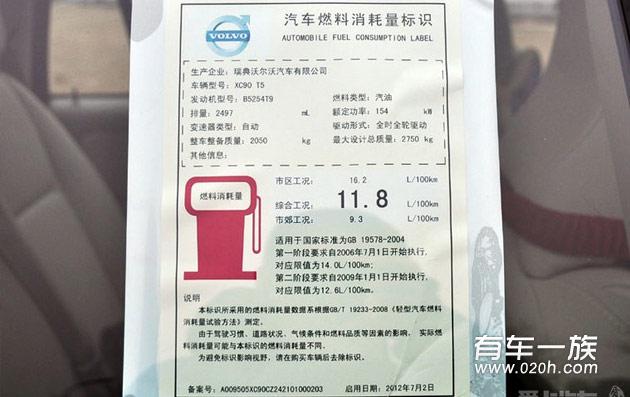 VOLVO
汽车燃料消耗量标识
AUTOMOBILE FUEL CONSUMPTION LABEL
生产企业: 瑞典沃尔沃汽车有限公司
车辆型号: XC90 T5
发动机型号: B5254T9 燃料类型: 汽油
排量: 2497 mL 额定功率: 154 kW
变速器类型: 自动 驱动形式: 全时全轮驱动
整车整备质量: 2050 kg 最大设计总质量: 2750 kg
其他信息:
燃料消耗量
市区工况: 16.2 L/100km
综合工况: 11.8 L/100km
市郊工况: 9.3 L/100km
适用于国家标准为GB 19578-2004
第一阶段要求自2006年7月1日开始执行,
对应限值为14.0L/100km;
第二阶段要求自2009年1月1日开始执行,
对应限值为12.6L/100km.
说明
本标识所采用的燃料消耗量数据系根据GB/T 19233-2008《轻型汽车燃料
消耗量试验方法》测定。
由于驾驶习惯、道路状况、气候条件和燃料品质等因素的影响, 实际燃
料消耗量可能与本标识的燃料消耗量不同。
为避免标识影响视野, 请在购买车辆后去除标识.
备案号: A009505XC90CZ242101000203 启用日期: 2012年7月2日
有车一族
www.02oh.com